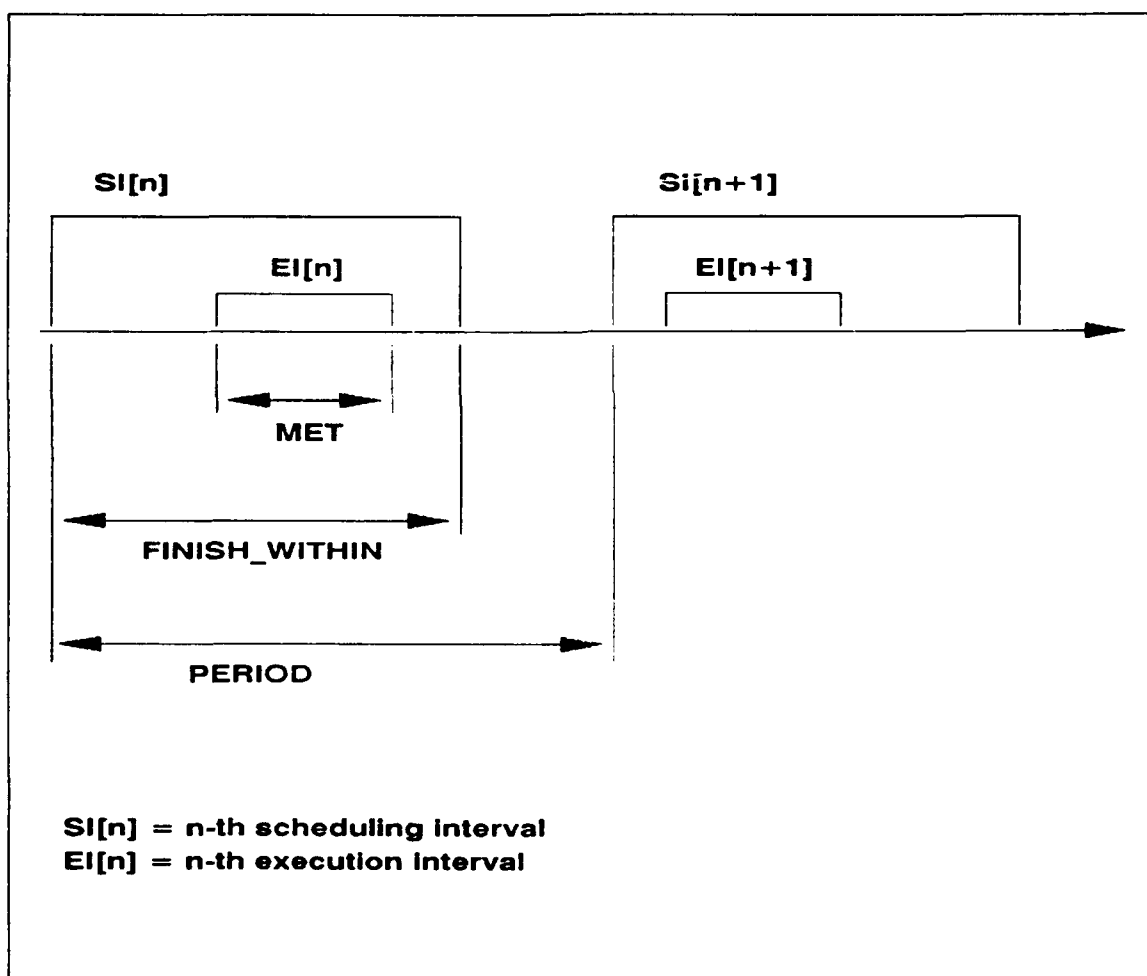 SI[n]
Si[n+1]
EI[n]
EI[n+1]
MET
FINISH_WITHIN
PERIOD
SI[n] = n-th scheduling interval
EI[n] = n-th execution interval